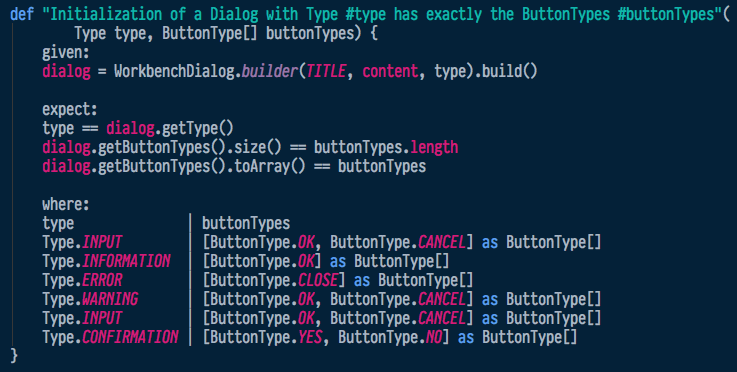 def "Initialization of a Dialog with Type #type has exactly the ButtonTypes #buttonTypes"(
        Type type, ButtonType[] buttonTypes) {
    given:
    dialog = WorkbenchDialog.builder(TITLE, content, type).build()

    expect:
    type == dialog.getType()
    dialog.getButtonTypes().size() == buttonTypes.length
    dialog.getButtonTypes().toArray() == buttonTypes

    where:
    type              | buttonTypes
    Type.INPUT        | [ButtonType.OK, ButtonType.CANCEL] as ButtonType[]
    Type.INFORMATION  | [ButtonType.OK] as ButtonType[]
    Type.ERROR        | [ButtonType.CLOSE] as ButtonType[]
    Type.WARNING      | [ButtonType.OK, ButtonType.CANCEL] as ButtonType[]
    Type.INPUT        | [ButtonType.OK, ButtonType.CANCEL] as ButtonType[]
    Type.CONFIRMATION | [ButtonType.YES, ButtonType.NO] as ButtonType[]
}